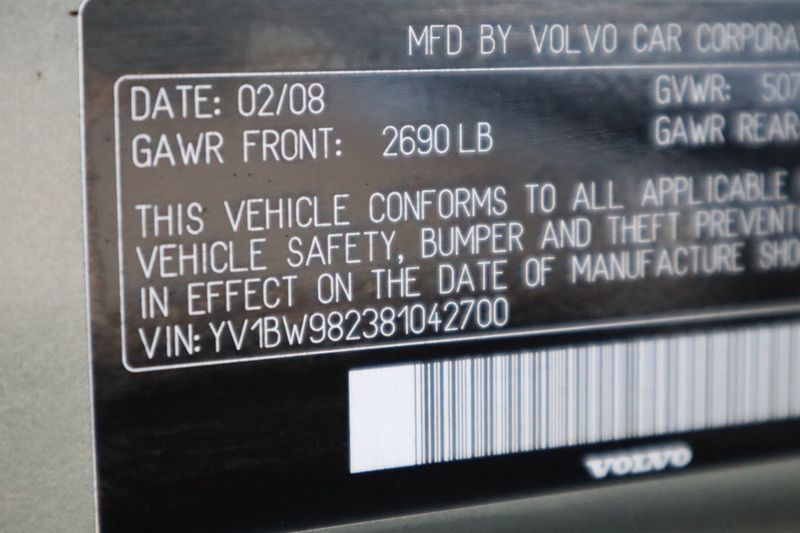 MFD BY VOLVO CAR CORPORA
DATE: 02/08 GVWR: 507
GAWR FRONT: 2690 LB GAWR REAR
THIS VEHICLE CONFORMS TO ALL APPLICABLE
VEHICLE SAFETY, BUMPER AND THEFT PREVENTI
IN EFFECT ON THE DATE OF MANUFACTURE SHO
VIN: YV1BW982381042700
VOLVO